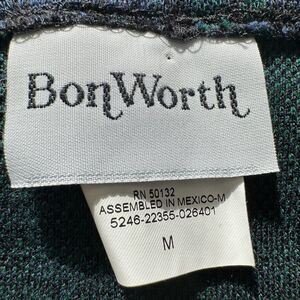 BonWorth
RN 50132
ASSEMBLED IN MEXICO-M
5246-22355-026401
M